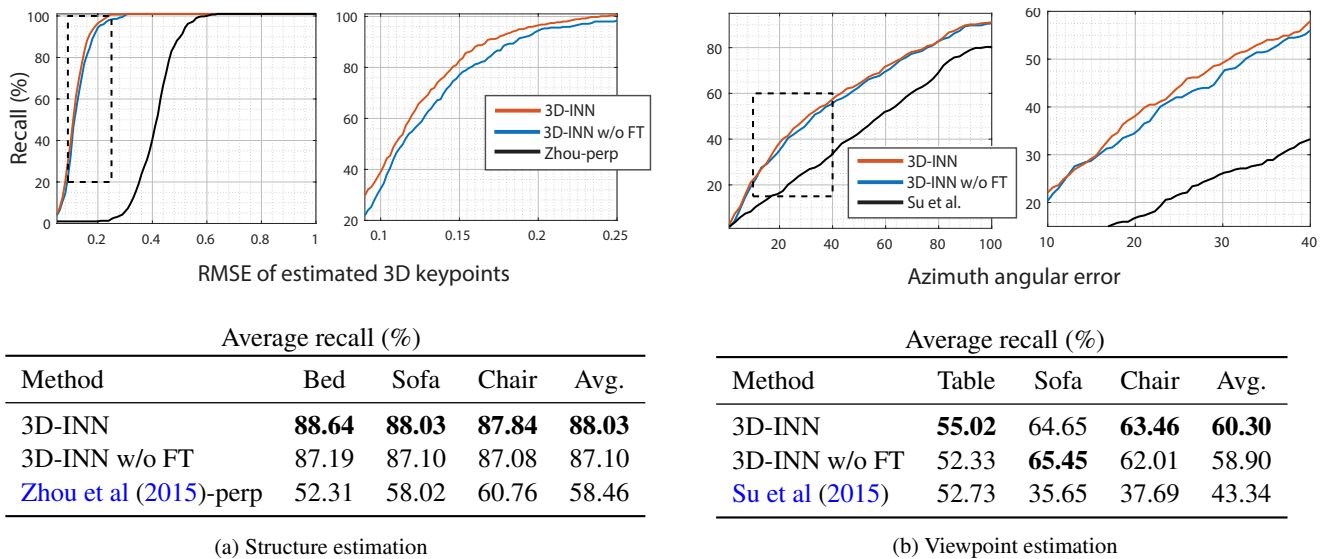 Recall (%)
100
80
60
40
20
0
0.2 0.4 0.6 0.8 1
100
80
60
40
20
0.1 0.15 0.2 0.25
3D-INN
3D-INN w/o FT
Zhou-perp
RMSE of estimated 3D keypoints
80
60
40
20
20 40 60 80 100
3D-INN
3D-INN w/o FT
Su et al.
60
50
40
30
20
10 20 30 40
Azimuth angular error
Average recall (%)
Method Bed Sofa Chair Avg.
3D-INN 88.64 88.03 87.84 88.03
3D-INN w/o FT 87.19 87.10 87.08 87.10
Zhou et al (2015)-perp 52.31 58.02 60.76 58.46
(a) Structure estimation
Average recall (%)
Method Table Sofa Chair Avg.
3D-INN 55.02 64.65 63.46 60.30
3D-INN w/o FT 52.33 65.45 62.01 58.90
Su et al (2015) 52.73 35.65 37.69 43.34
(b) Viewpoint estimation